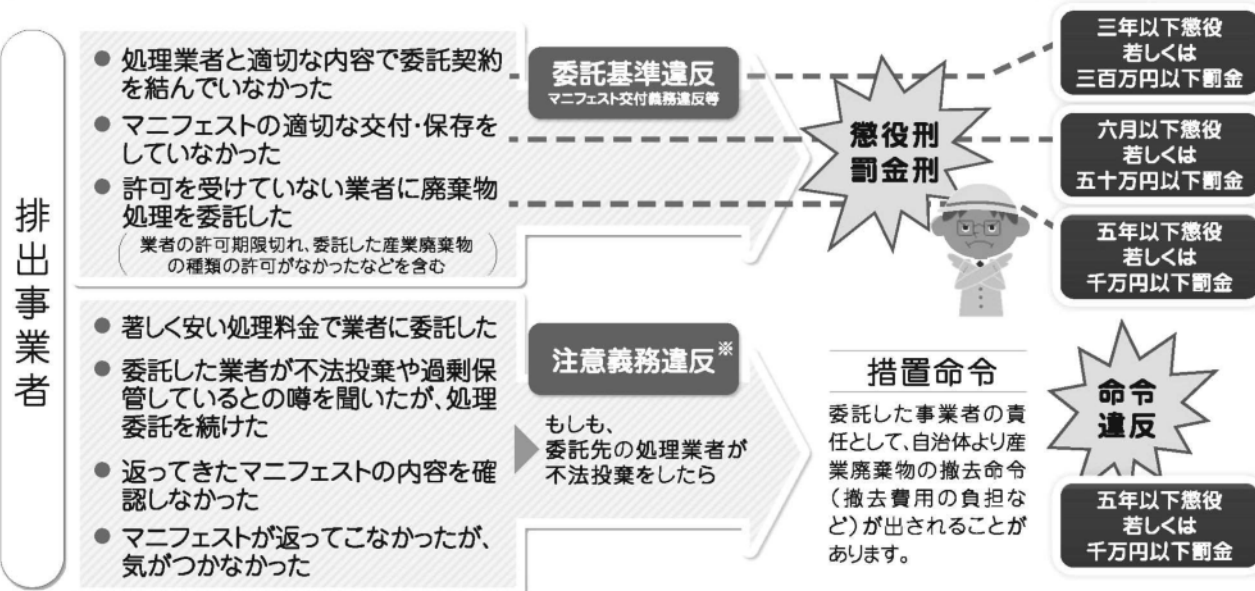 排出事業者
● 処理業者と適切な内容で委託契約
を結んでいなかった
● マニフェストの適切な交付・保存を
していなかった
● 許可を受けていない業者に廃棄物
処理を委託した
（業者の許可期限切れ、委託した産業廃棄物
の種類の許可がなかったなどを含む）
委託基準違反
マニフェスト交付義務違反等
懲役刑
罰金刑
三年以下懲役
若しくは
三百万円以下罰金
六月以下懲役
若しくは
五十万円以下罰金
五年以下懲役
若しくは
千万円以下罰金
● 著しく安い処理料金で業者に委託した
● 委託した業者が不法投棄や過剰保
管しているとの噂を聞いたが、処理
委託を続けた
● 返ってきたマニフェストの内容を確
認しなかった
● マニフェストが返ってこなかったが、
気がつかなかった
注意義務違反※
もしも、
委託先の処理業者が
不法投棄をしたら
措置命令
委託した事業者の責
任として、自治体より産
業廃棄物の撤去命令
（撤去費用の負担な
ど）が出されることが
あります。
命令
違反
五年以下懲役
若しくは
千万円以下罰金